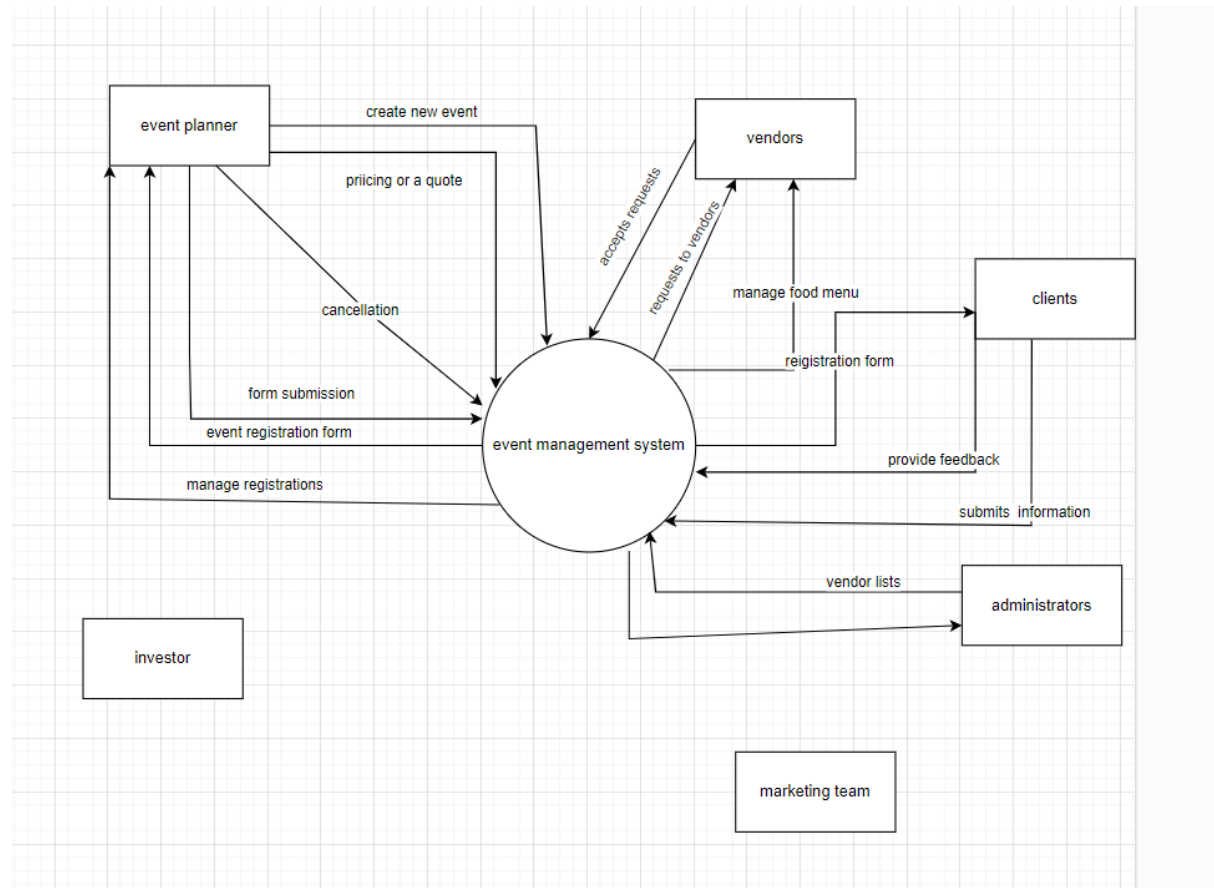 event planner
create new event
priicing or a quote
vendors
accepts requests
requests to vendors
manage food menu
clients
cancellation
reigistration form
form submission
event registration form
event management system
provide feedback
manage registrations
submits information
vendor lists
administrators
investor
marketing team